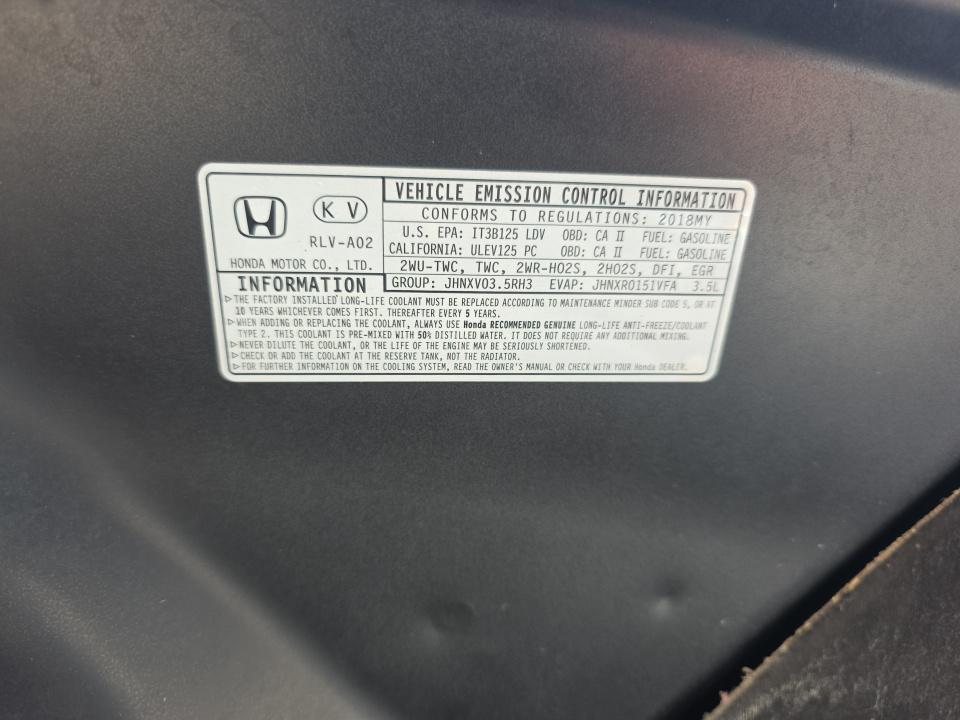 VEHICLE EMISSION CONTROL INFORMATION
CONFORMS TO REGULATIONS: 2018MY
K V
RLV-A02
HONDA MOTOR CO., LTD.
U.S. EPA: IT3B125 LDV OBD: CA II FUEL: GASOLINE
CALIFORNIA: ULEV125 PC OBD: CA II FUEL: GASOLINE
2WU-TWC, TWC, 2WR-HO2S, 2HO2S, DFI, EGR
GROUP: JHNXV03.5RH3 EVAP: JHNXR0151VFA 3.5L
INFORMATION
▷THE FACTORY INSTALLED LONG-LIFE COOLANT MUST BE REPLACED ACCORDING TO MAINTENANCE MINDER SUB CODE 5, OR AT
10 YEARS WHICHEVER COMES FIRST. THEREAFTER EVERY 5 YEARS.
▷WHEN ADDING OR REPLACING THE COOLANT, ALWAYS USE Honda RECOMMENDED GENUINE LONG-LIFE ANTI-FREEZE/COOLANT
TYPE 2. THIS COOLANT IS PRE-MIXED WITH 50% DISTILLED WATER. IT DOES NOT REQUIRE ANY ADDITIONAL MIXING.
▷NEVER DILUTE THE COOLANT, OR THE LIFE OF THE ENGINE MAY BE SERIOUSLY SHORTENED.
▷CHECK OR ADD THE COOLANT AT THE RESERVE TANK, NOT THE RADIATOR.
▷FOR FURTHER INFORMATION ON THE COOLING SYSTEM, READ THE OWNER'S MANUAL OR CHECK WITH YOUR Honda DEALER.